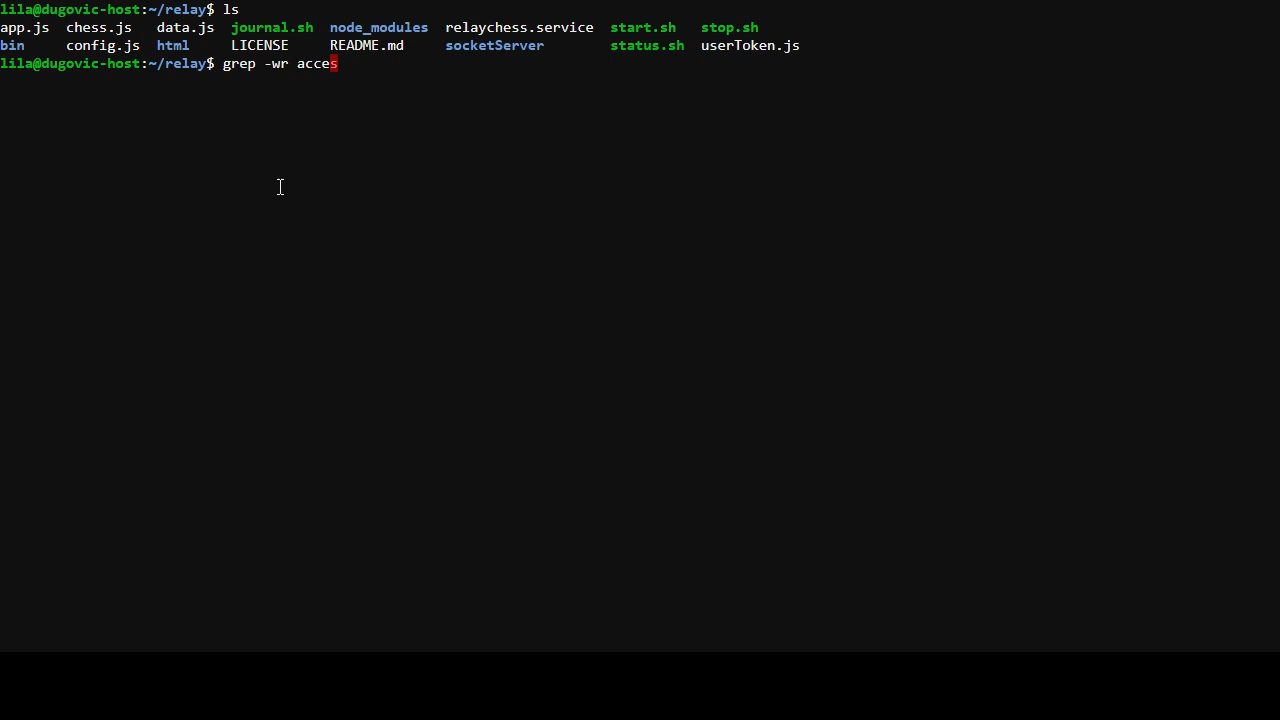 lila@dugovic-host:~/relay$ ls
app.js  chess.js   data.js  journal.sh  node_modules  relaychess.service  start.sh   stop.sh
bin     config.js  html     LICENSE     README.md     socketServer        status.sh  userToken.js
lila@dugovic-host:~/relay$ grep -wr acces